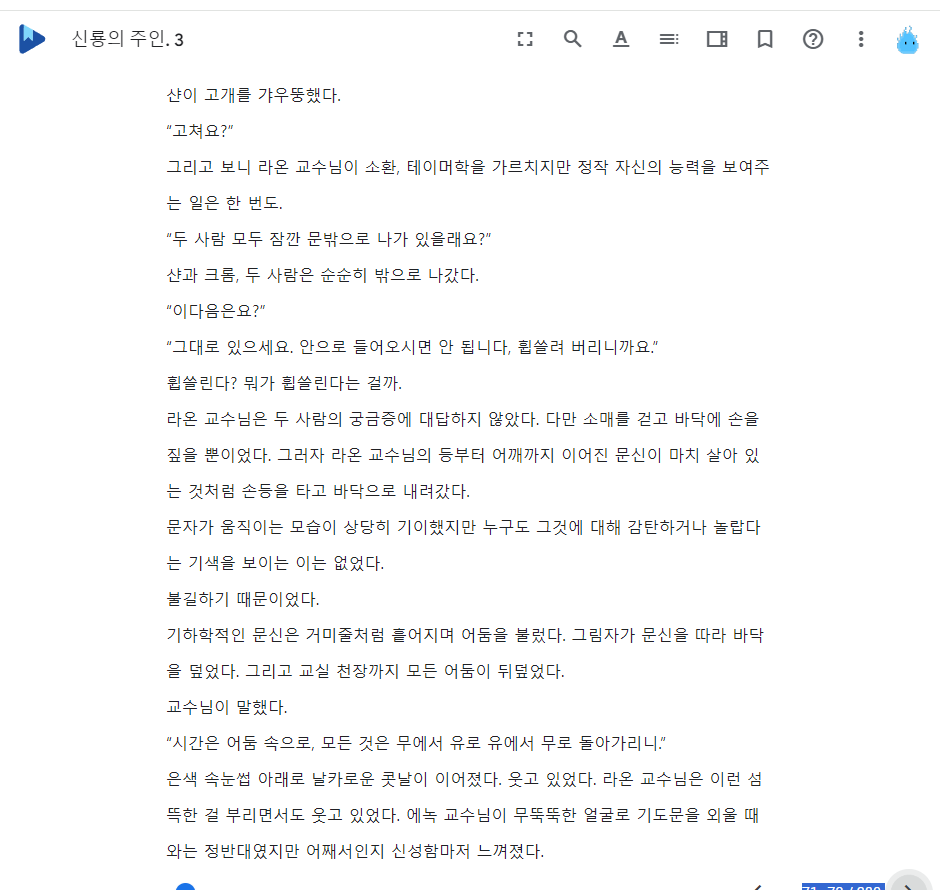 신룡의 주인. 3
샨이 고개를 갸우뚱했다.
“고쳐요?”
그리고 보니 라온 교수님이 소환, 테이머학을 가르치지만 정작 자신의 능력을 보여주
는 일은 한 번도.
“두 사람 모두 잠깐 문밖으로 나가 있을래요?”
샨과 크롬, 두 사람은 순순히 밖으로 나갔다.
“이다음은요?”
“그대로 있으세요. 안으로 들어오시면 안 됩니다, 휩쓸려 버리니까요.”
휩쓸린다? 뭐가 휩쓸린다는 걸까.
라온 교수님은 두 사람의 궁금증에 대답하지 않았다. 다만 소매를 걷고 바닥에 손을
짚을 뿐이었다. 그러자 라온 교수님의 등부터 어깨까지 이어진 문신이 마치 살아 있
는 것처럼 손등을 타고 바닥으로 내려갔다.
문자가 움직이는 모습이 상당히 기이했지만 누구도 그것에 대해 감탄하거나 놀랍다
는 기색을 보이는 이는 없었다.
불길하기 때문이었다.
기하학적인 문신은 거미줄처럼 흩어지며 어둠을 불렀다. 그림자가 문신을 따라 바닥
을 덮었다. 그리고 교실 천장까지 모든 어둠이 뒤덮었다.
교수님이 말했다.
“시간은 어둠 속으로, 모든 것은 무에서 유로 유에서 무로 돌아가리니.”
은색 속눈썹 아래로 날카로운 콧날이 이어졌다. 웃고 있었다. 라온 교수님은 이런 섬
뜩한 걸 부리면서도 웃고 있었다. 에녹 교수님이 무뚝뚝한 얼굴로 기도문을 외울 때
와는 정반대였지만 어째서인지 신성함마저 느껴졌다.